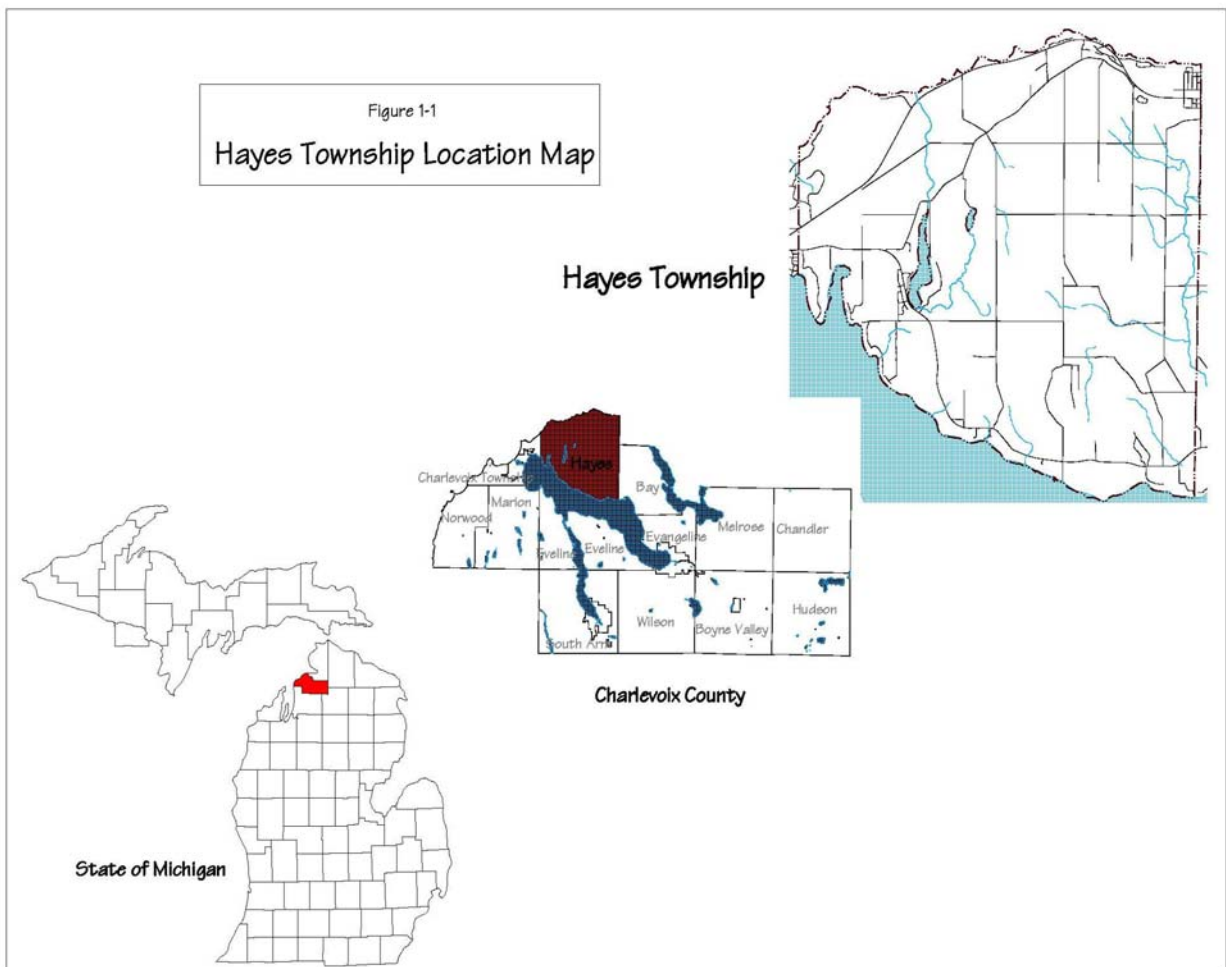 Figure 1-1
Hayes Township Location Map
Hayes Township
Hayes
Charlevoix Township
Bay
Marion
Norwood
Melrose
Chandler
Evangeline
Eveline
Eveline
Hudson
Wilson
Boyne Valley
South Arm
Charlevoix County
State of Michigan